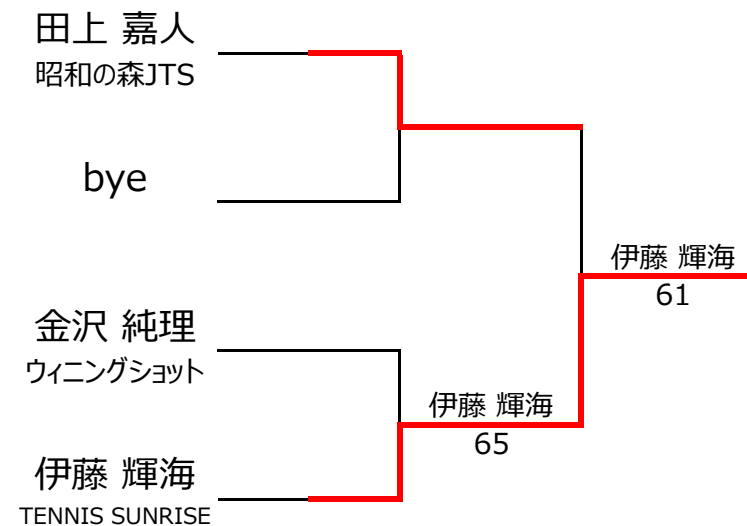 田上 嘉人
昭和の森JTS
bye
伊藤 輝海
61
金沢 純理
ウィニングショット
伊藤 輝海
65
伊藤 輝海
TENNIS SUNRISE